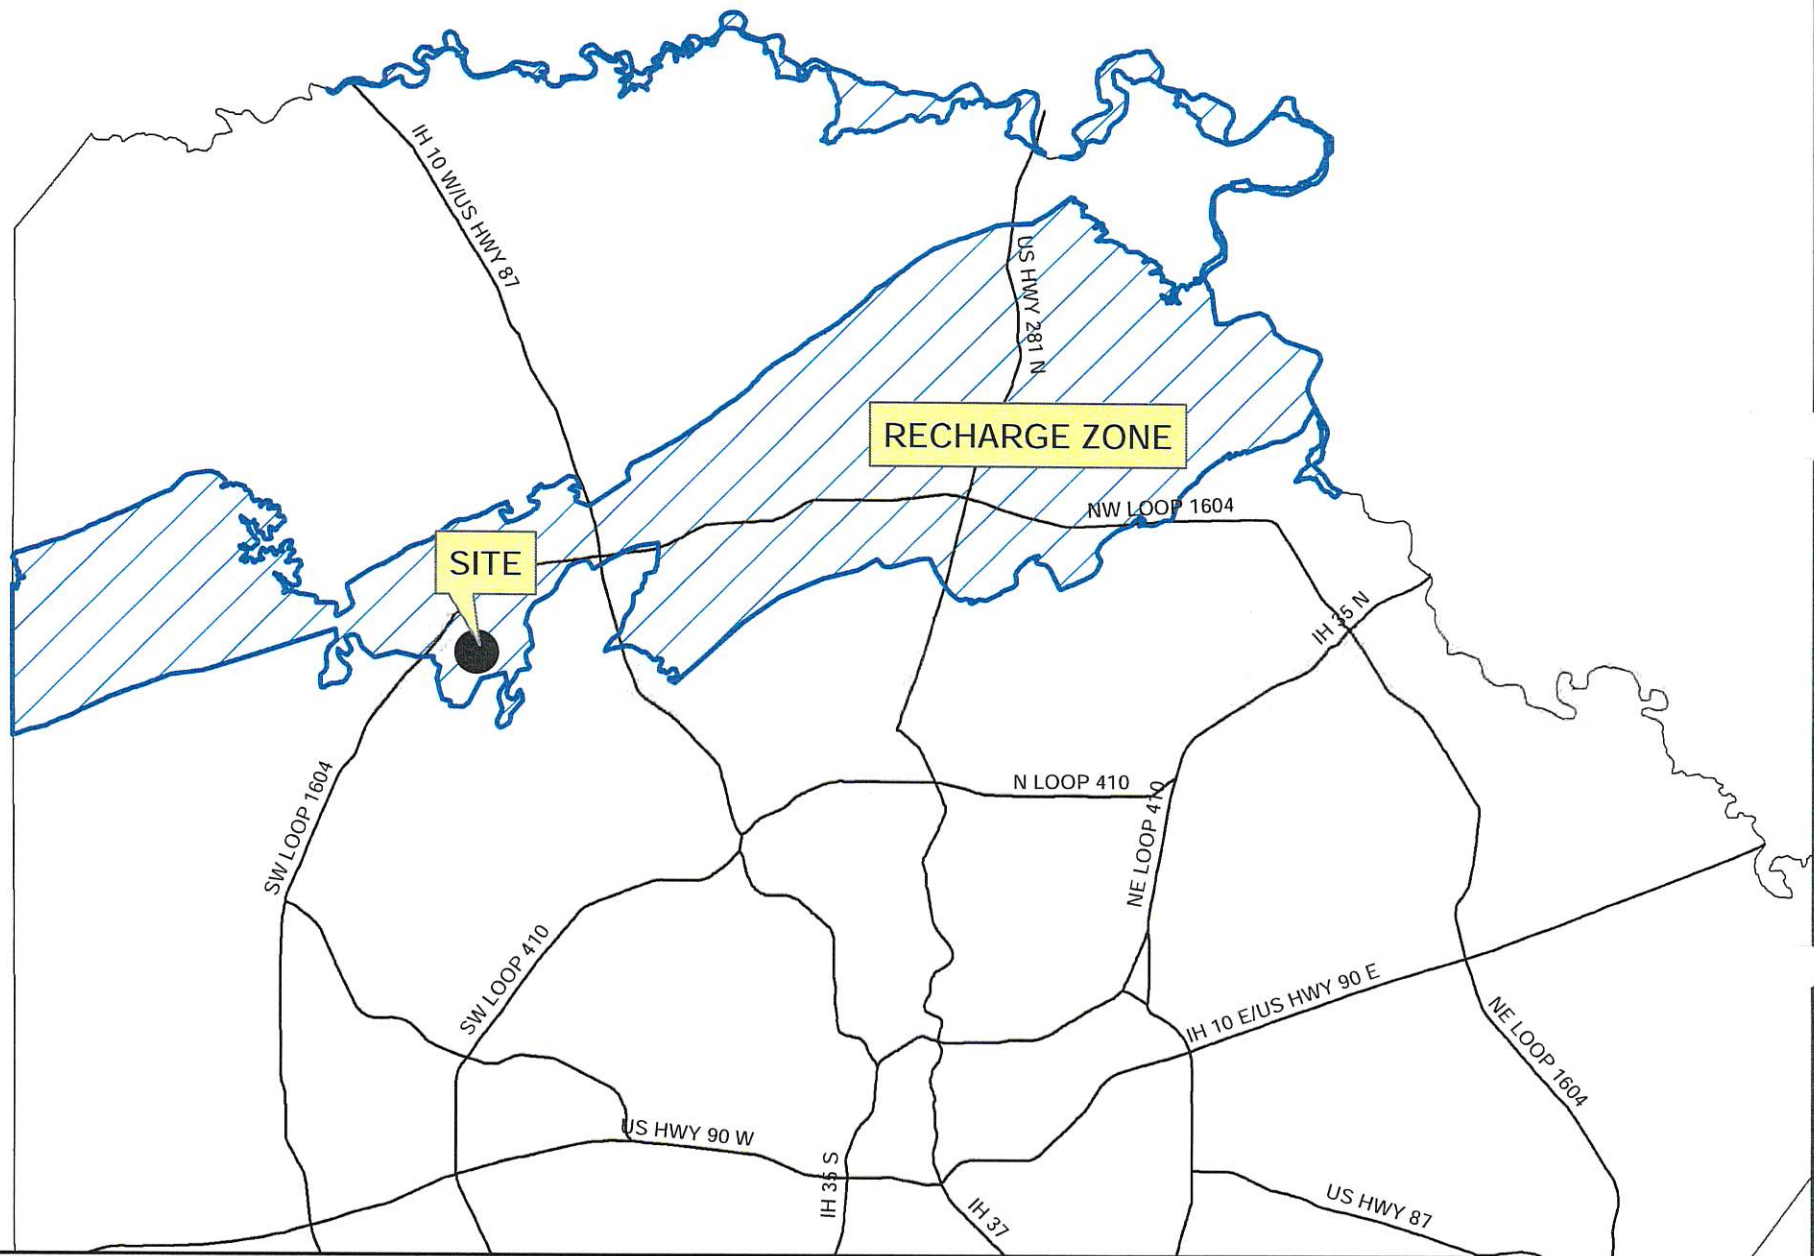 IH 10 W/US HWY 87
US HWY 281 N
RECHARGE ZONE
NW LOOP 1604
SITE
IH 35 N
SW LOOP 1604
N LOOP 410
NE LOOP 410
SW LOOP 410
IH 10 E/US HWY 90 E
NE LOOP 1604
US HWY 90 W
IH 35 S
IH 37
US HWY 87